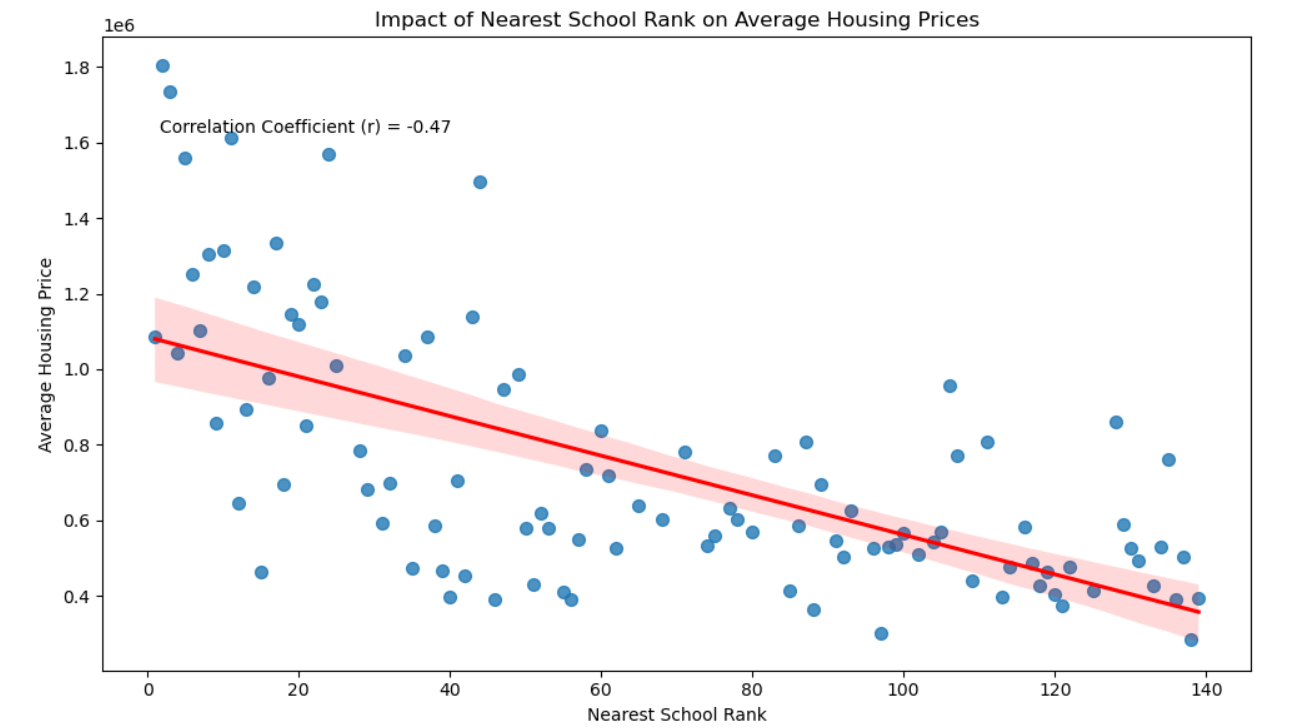 Impact of Nearest School Rank on Average Housing Prices
1e6
1.8
1.6
1.4
1.2
1.0
0.8
0.6
0.4
Average Housing Price
Correlation Coefficient (r) = -0.47
0 20 40 60 80 100 120 140
Nearest School Rank